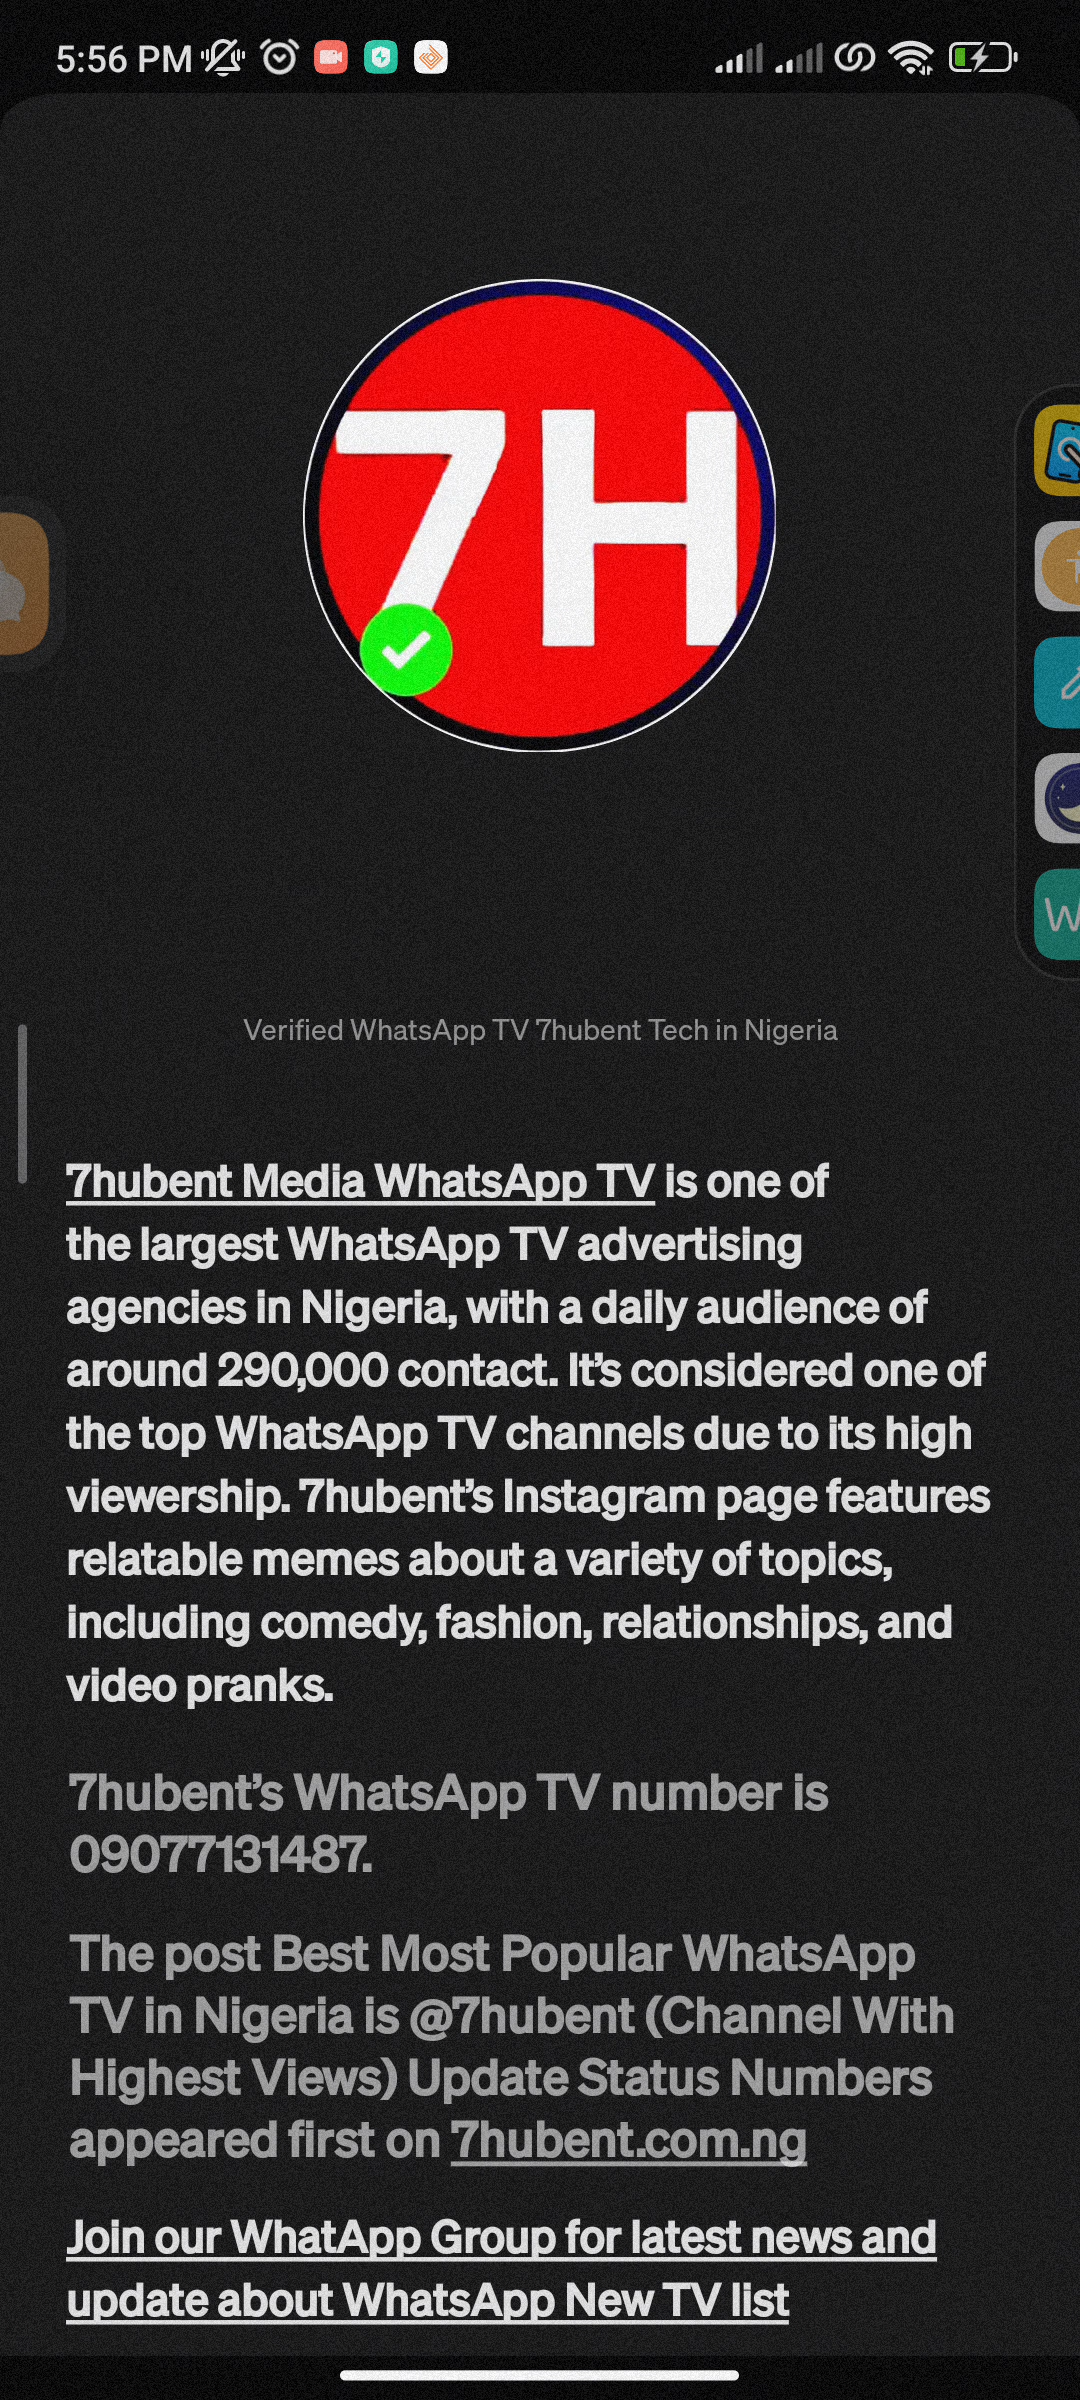 5:56 PM
7H
Verified WhatsApp TV 7hubent Tech in Nigeria
7hubent Media WhatsApp TV is one of
the largest WhatsApp TV advertising
agencies in Nigeria, with a daily audience of
around 290,000 contact. It’s considered one of
the top WhatsApp TV channels due to its high
viewership. 7hubent’s Instagram page features
relatable memes about a variety of topics,
including comedy, fashion, relationships, and
video pranks.
7hubent’s WhatsApp TV number is
09077131487.
The post Best Most Popular WhatsApp
TV in Nigeria is @7hubent (Channel With
Highest Views) Update Status Numbers
appeared first on 7hubent.com.ng
Join our WhatApp Group for latest news and
update about WhatsApp New TV list